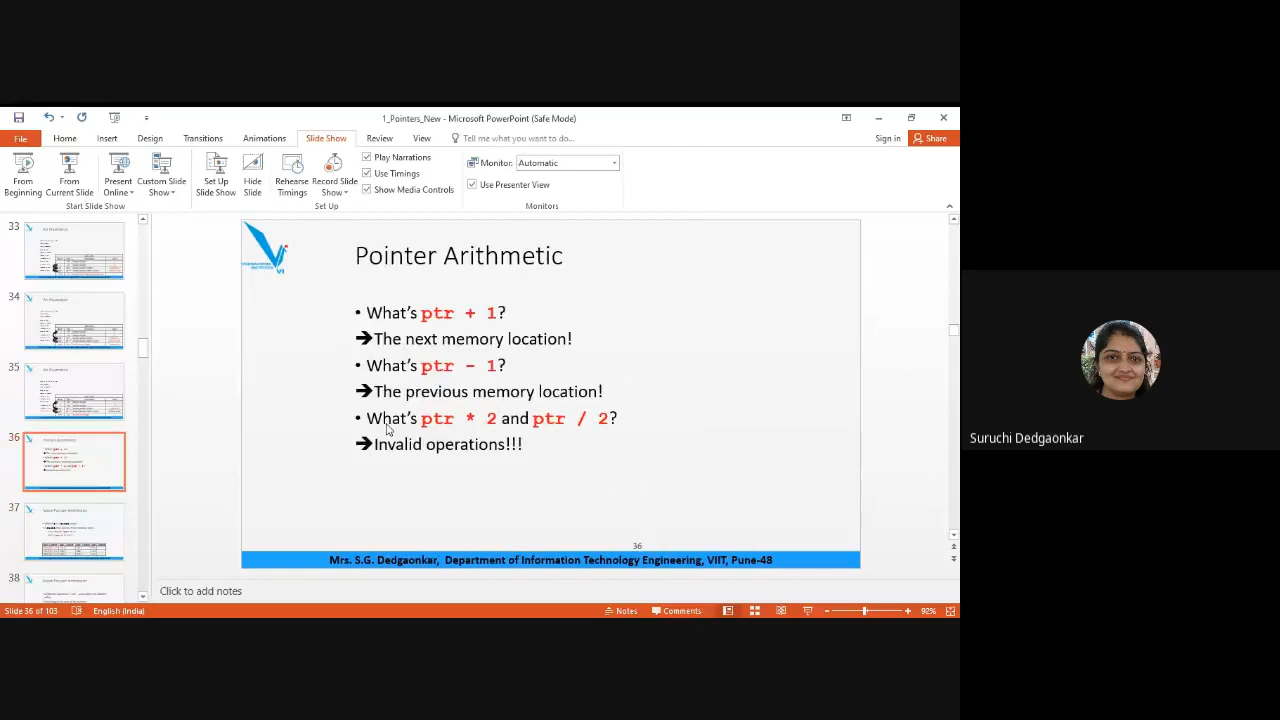 1_Pointers_New - Microsoft PowerPoint (Safe Mode)
File Home Insert Design Transitions Animations Slide Show Review View Tell me what you want to do... Sign in Share
From Beginning
From Current Slide
Present Online
Custom Slide Show
Set Up Slide Show
Hide Slide
Rehearse Timings
Record Slide Show
Play Narrations
Use Timings
Show Media Controls
Monitor: Automatic
Use Presenter View
Start Slide Show Set Up Monitors
33
34
35
36
37
38
Pointer Arithmetic
• What's ptr + 1?
➔The next memory location!
• What's ptr - 1?
➔The previous memory location!
• What's ptr * 2 and ptr / 2?
➔Invalid operations!!!
36
Mrs. S.G. Dedgaonkar, Department of Information Technology Engineering, VIIT, Pune-48
Click to add notes
Slide 36 of 103 English (India) Notes Comments 92%
Suruchi Dedgaonkar